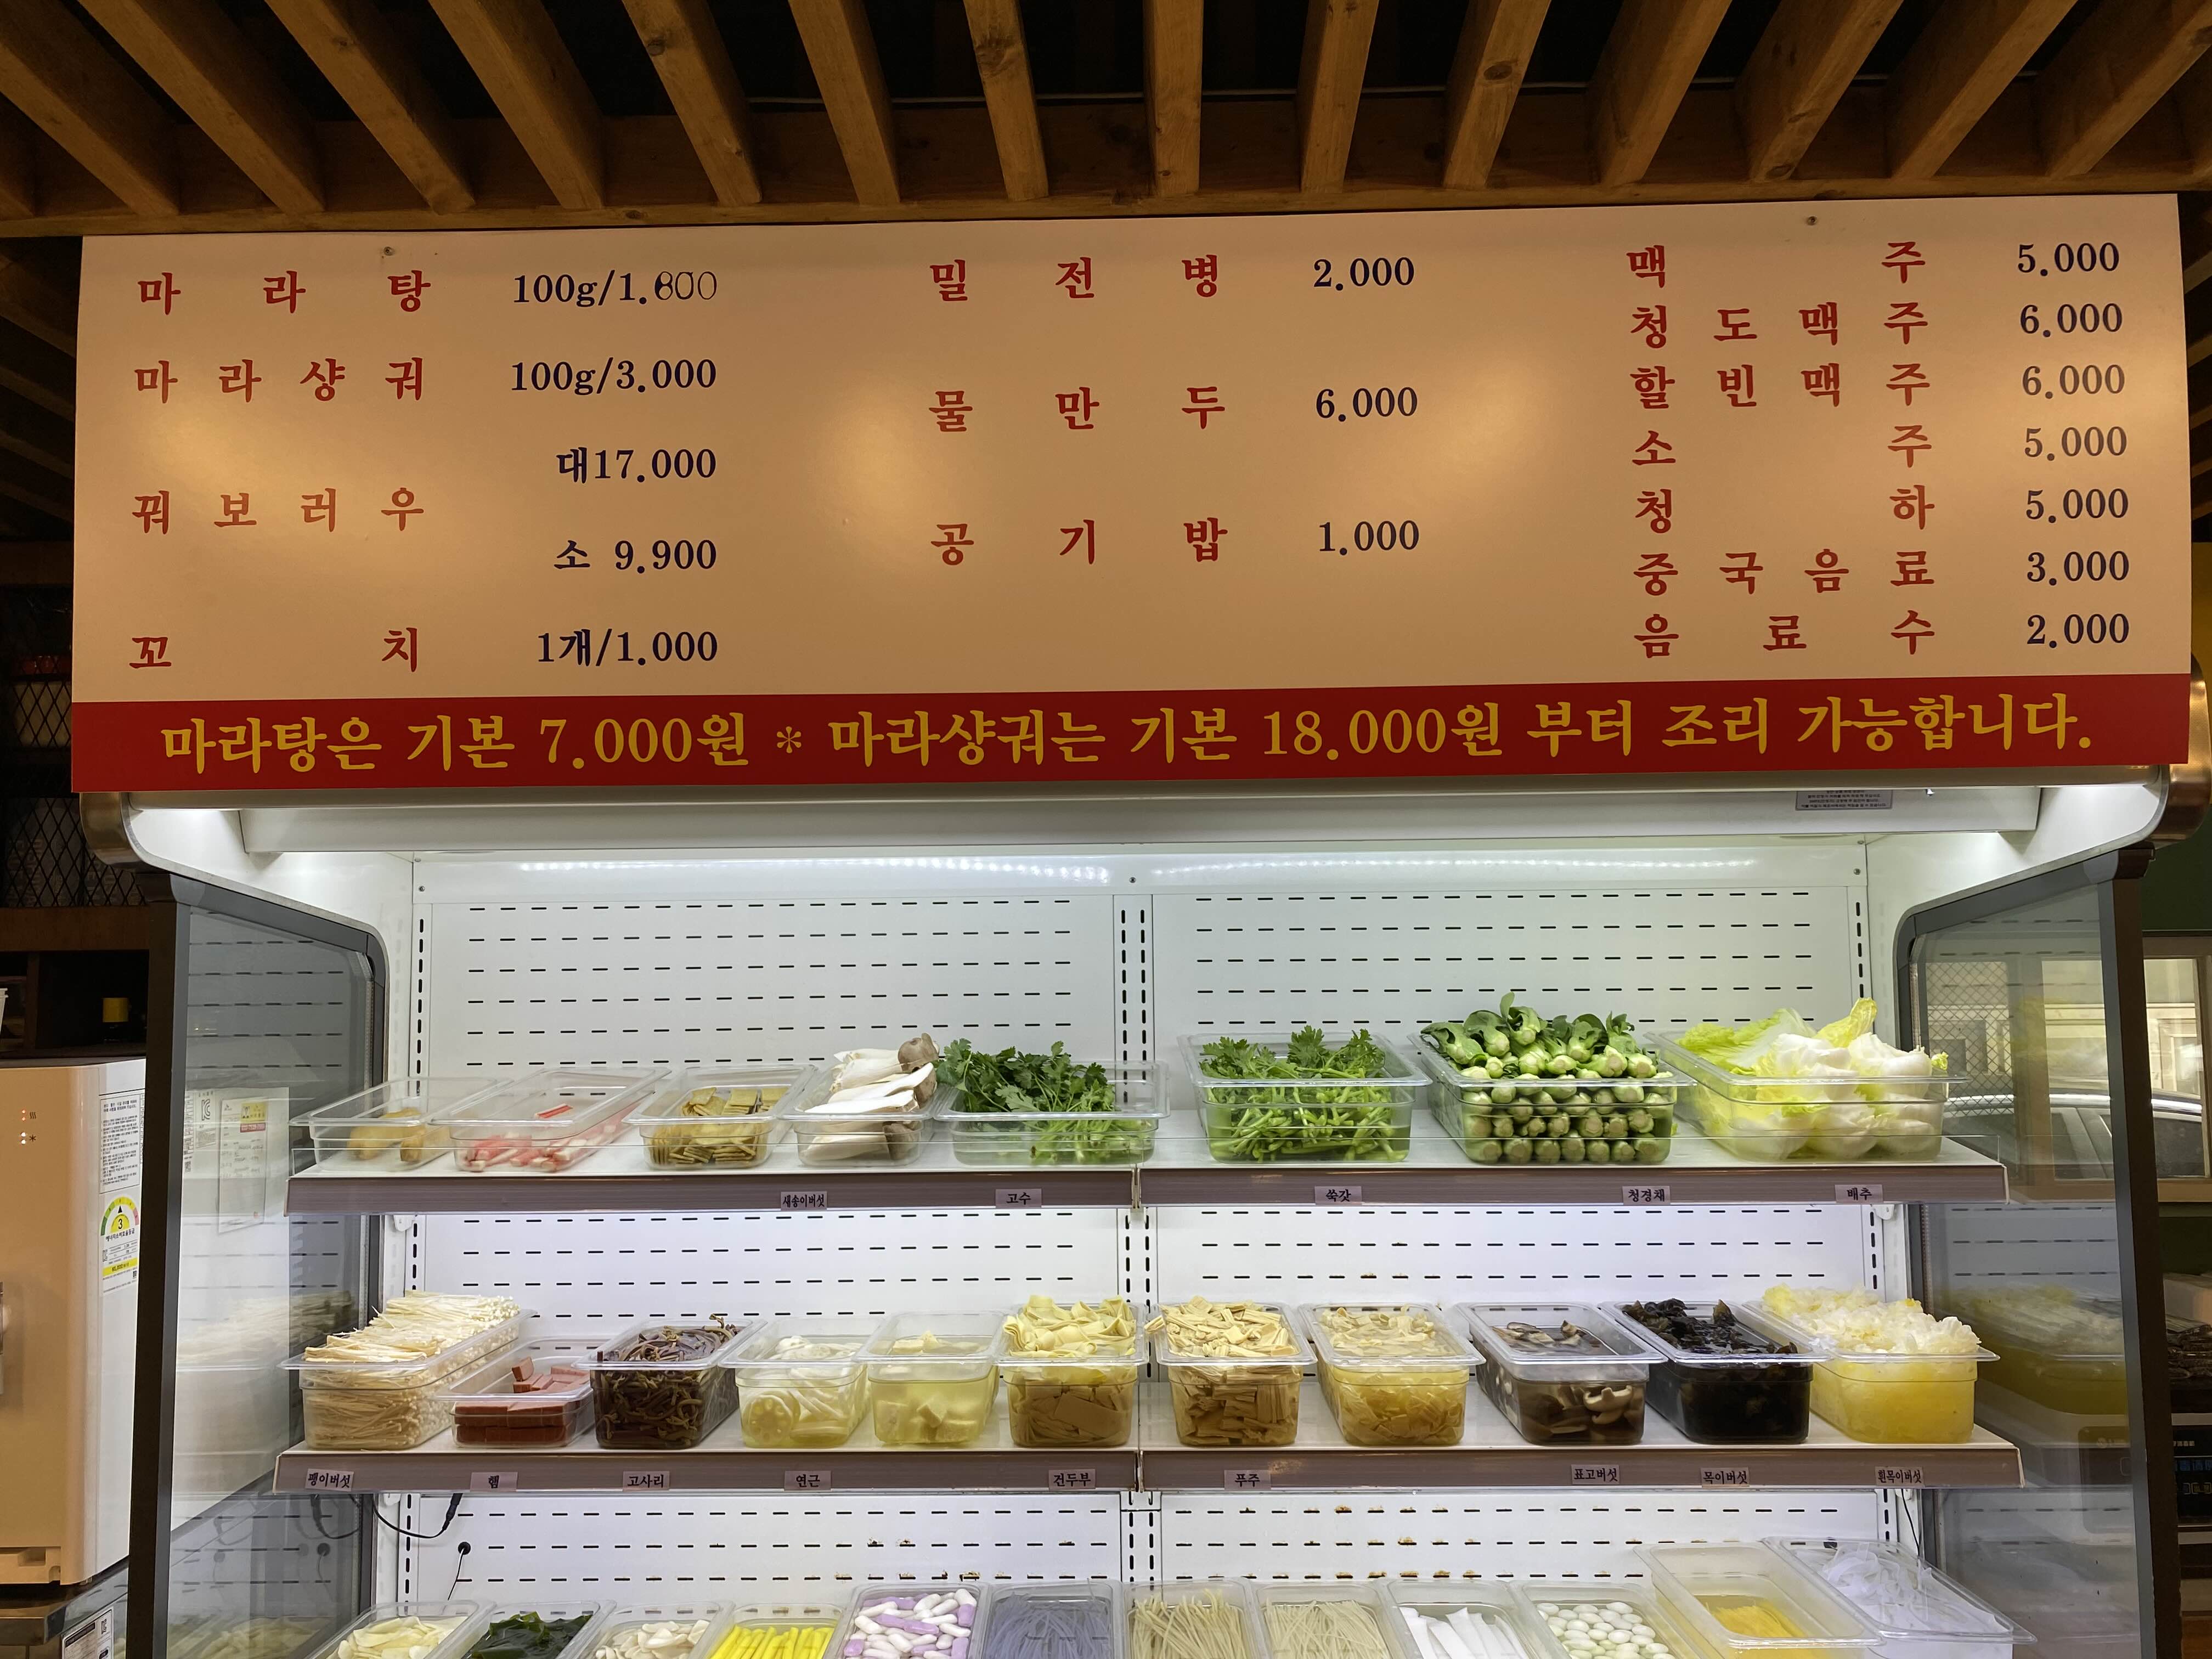 마라탕 100g/1.800
마라샹궈 100g/3.000
꿔보러우 대17.000
소 9.900
꼬치 1개/1.000
밀전병 2.000
물만두 6.000
공기밥 1.000
맥주 5.000
청도맥주 6.000
할빈맥주 6.000
소주 5.000
청하 5.000
중국음료 3.000
음료수 2.000
마라탕은 기본 7.000원 * 마라샹궈는 기본 18.000원 부터 조리 가능합니다.
새송이버섯 고수 쑥갓 청경채 배추
팽이버섯 햄 고사리 연근 건두부 푸주 표고버섯 목이버섯 흰목이버섯
3